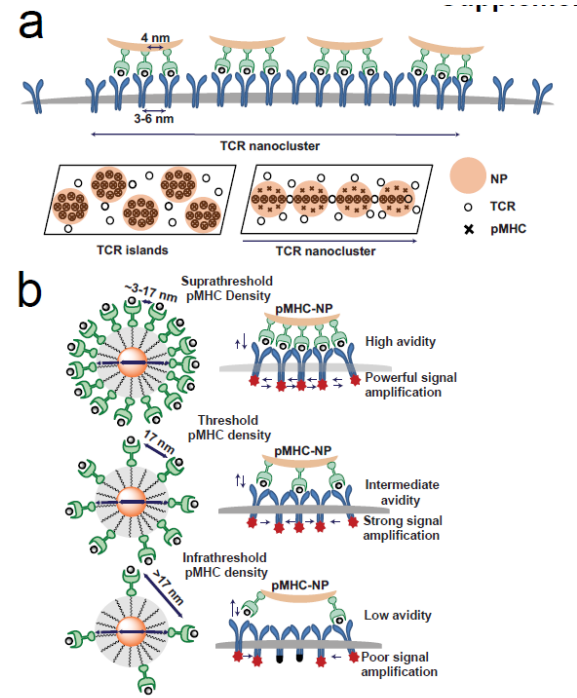 a
4 nm
3-6 nm
TCR nanocluster
NP
TCR
pMHC
TCR islands
TCR nanocluster
b
~3-17 nm
Suprathreshold
pMHC Density
pMHC-NP
High avidity
Powerful signal
amplification
Threshold
pMHC density
17 nm
pMHC-NP
Intermediate
avidity
Strong signal
amplification
Infrathreshold
pMHC density
>17 nm
pMHC-NP
Low avidity
Poor signal
amplification